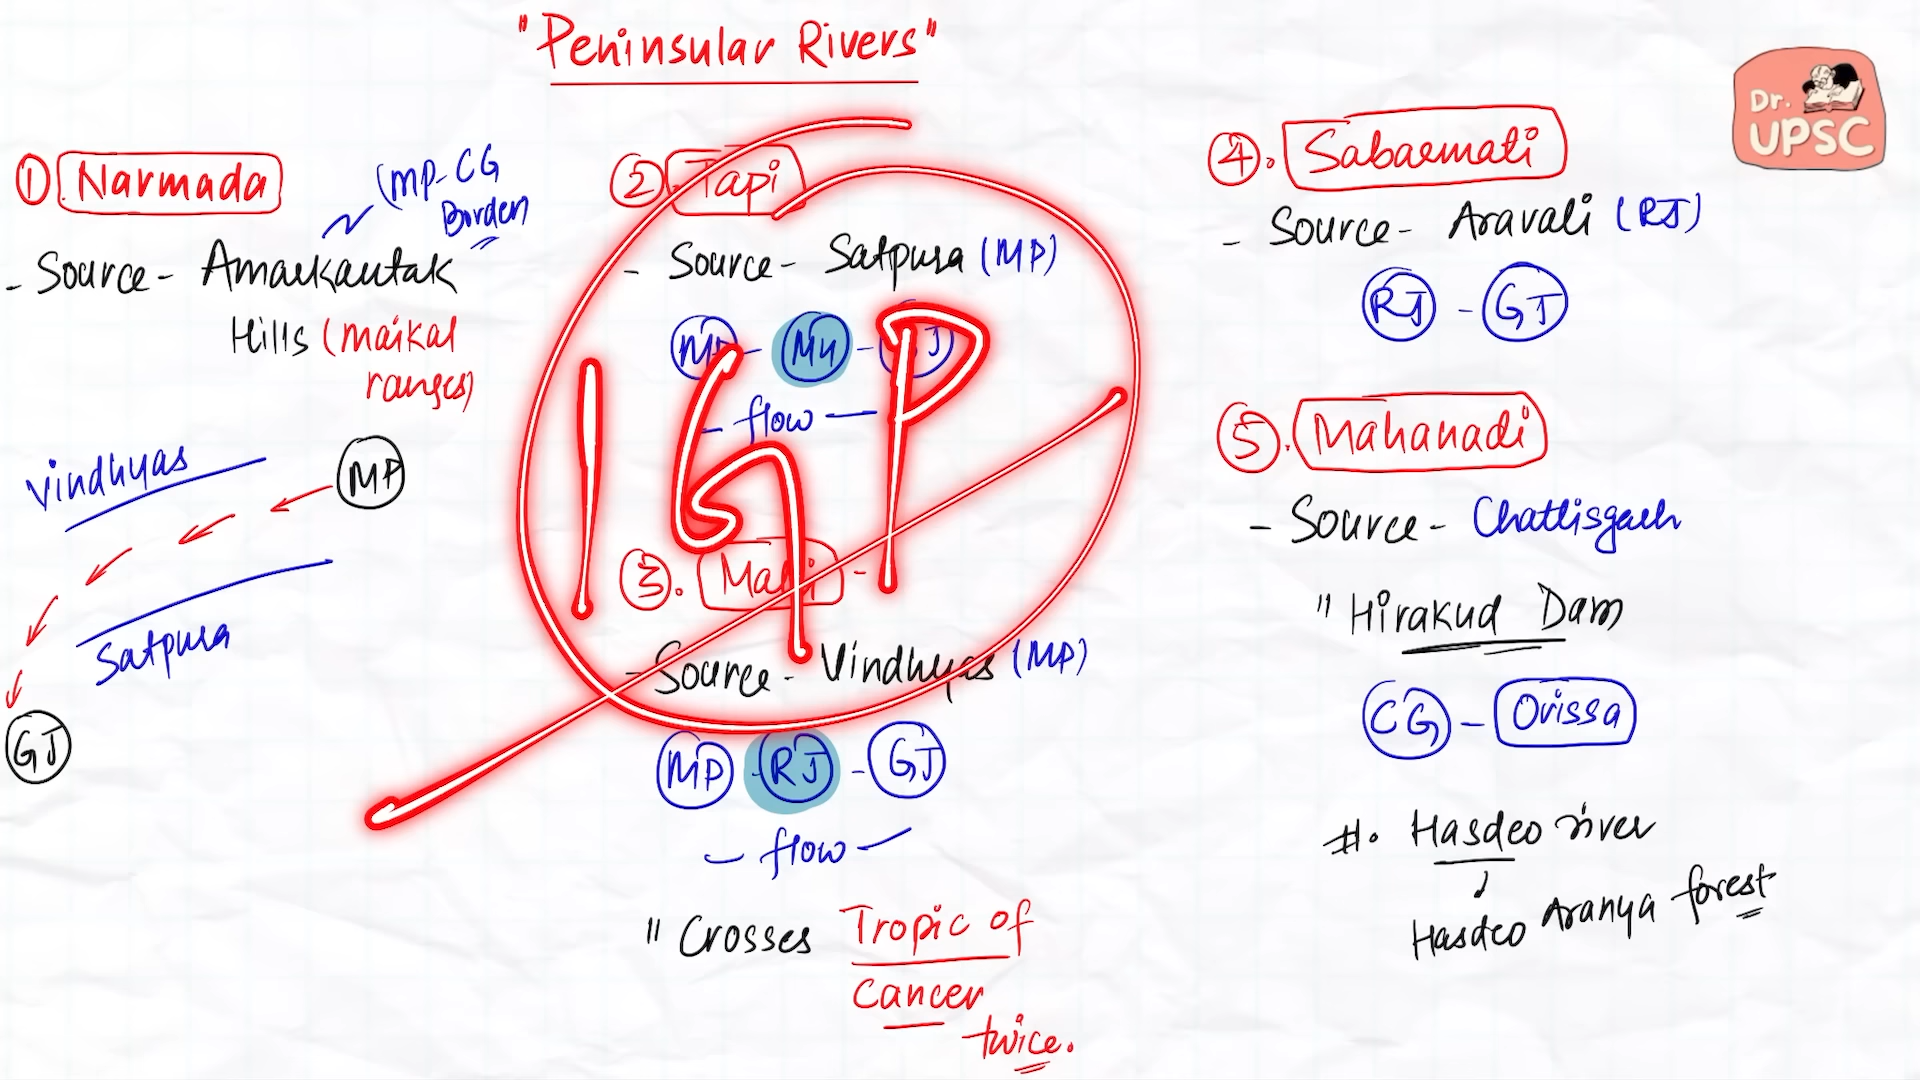 "Peninsular Rivers"
Dr.
UPSC
① Narmada
(MP-CG
Border
- Source - Amarkantak
Hills (maikal
ranges)
Vindhyas
MP
Satpura
GJ
② Tapi
- Source - Satpura (MP)
MP - MH - GJ
- flow -
IGP
③. Mahi -
- Source - Vindhyas (MP)
MP - RJ - GJ
- flow -
" Crosses Tropic of
Cancer
twice.
④. Sabarmati
- Source - Aravali (RJ)
RJ - GJ
⑤. Mahanadi
- Source - Chattisgarh
" Hirakud Dam
CG - Orissa
#. Hasdeo river
Hasdeo Aranya forest